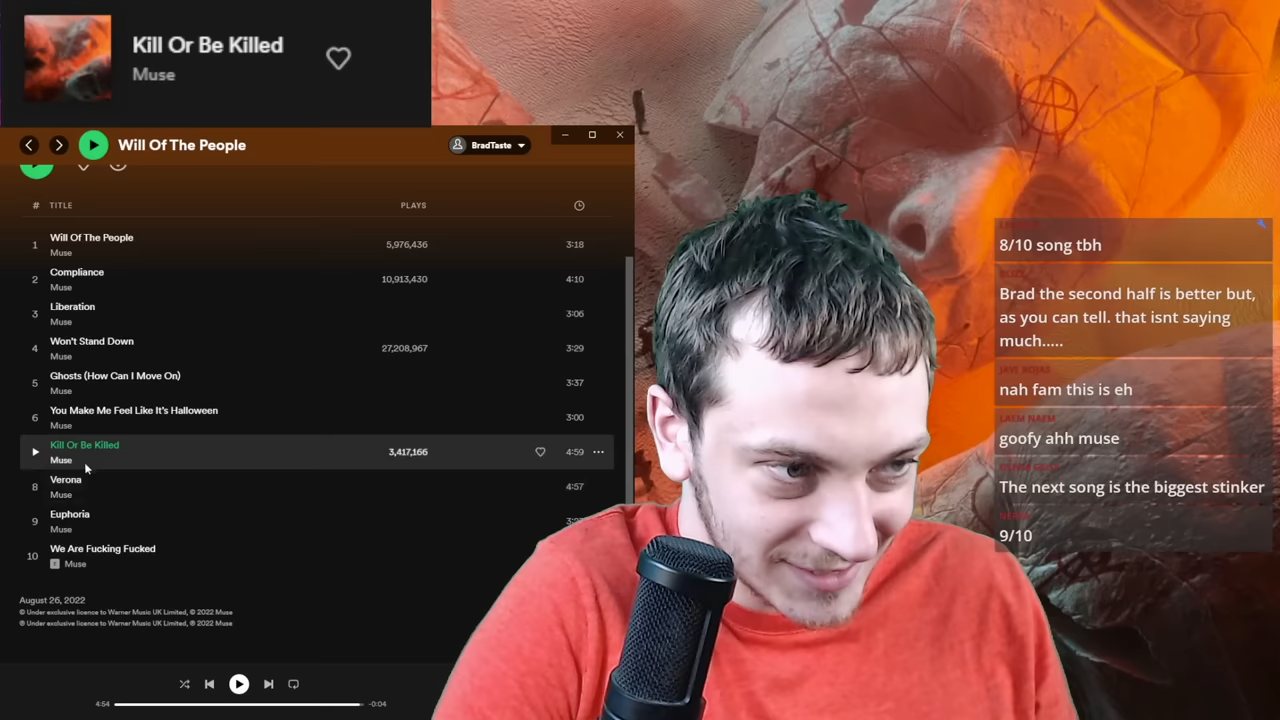 Kill Or Be Killed
Muse
Will Of The People
BradTaste
# TITLE PLAYS
1 Will Of The People 5,976,436 3:18
Muse
2 Compliance 10,913,430 4:10
Muse
3 Liberation 3:06
Muse
4 Won't Stand Down 27,208,967 3:29
Muse
5 Ghosts (How Can I Move On) 3:37
Muse
6 You Make Me Feel Like It's Halloween 3:00
Muse
Kill Or Be Killed 3,417,166 4:59
Muse
8 Verona 4:57
Muse
9 Euphoria
Muse
10 We Are Fucking Fucked
E Muse
August 26, 2022
© Under exclusive licence to Warner Music UK Limited, © 2022 Muse
℗ Under exclusive licence to Warner Music UK Limited, ℗ 2022 Muse
4:54 -0:04
8/10 song tbh
Brad the second half is better but,
as you can tell. that isnt saying
much.....
nah fam this is eh
goofy ahh muse
The next song is the biggest stinker
9/10